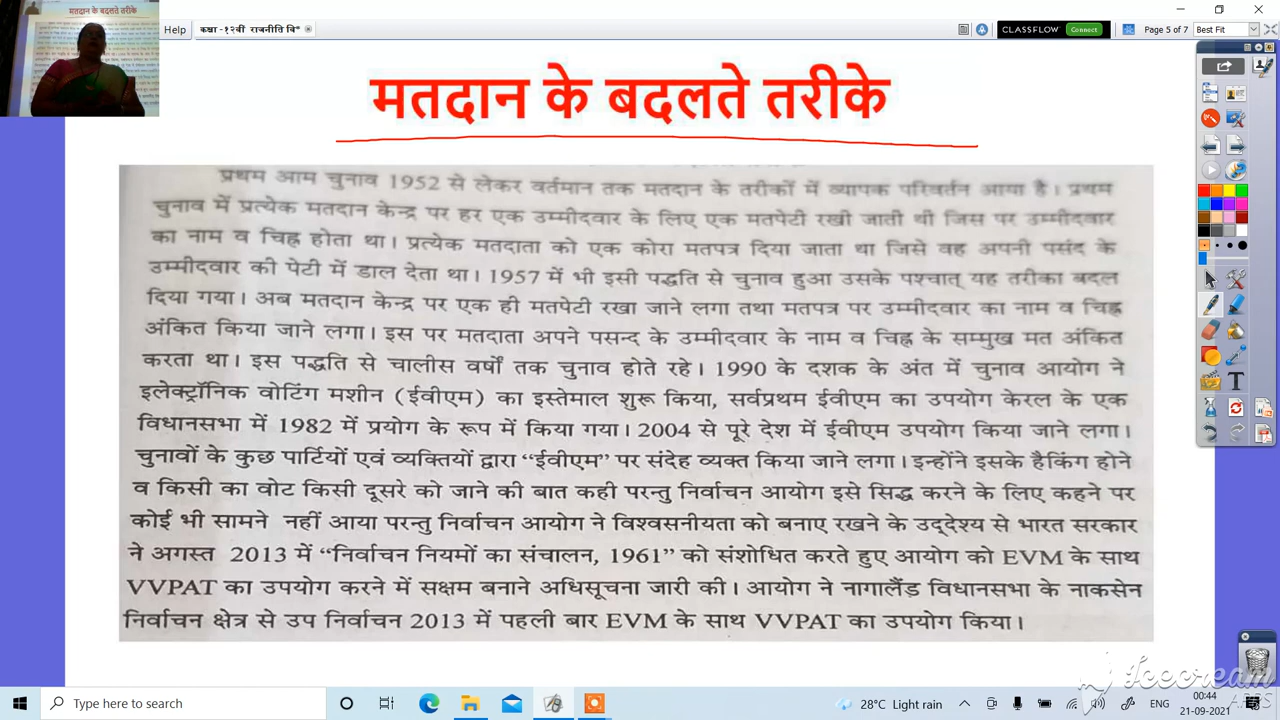 मतदान के बदलते तरीके
Help
कक्षा -१२वीं राजनीति वि"
CLASSFLOW
Connect
Page 5 of 7
Best Fit
मतदान के बदलते तरीके
प्रथम आम चुनाव 1952 से लेकर वर्तमान तक मतदान के तरीकों में व्यापक परिवर्तन आया है। प्रथम
चुनाव में प्रत्येक मतदान केन्द्र पर हर एक उम्मीदवार के लिए एक मतपेटी रखी जाती थी जिस पर उम्मीदवार
का नाम व चिह्न होता था। प्रत्येक मतदाता को एक कोरा मतपत्र दिया जाता था जिसे वह अपनी पसंद के
उम्मीदवार की पेटी में डाल देता था। 1957 में भी इसी पद्धति से चुनाव हुआ उसके पश्चात् यह तरीका बदल
दिया गया। अब मतदान केन्द्र पर एक ही मतपेटी रखा जाने लगा तथा मतपत्र पर उम्मीदवार का नाम व चिह्न
अंकित किया जाने लगा। इस पर मतदाता अपने पसन्द के उम्मीदवार के नाम व चिह्न के सम्मुख मत अंकित
करता था। इस पद्धति से चालीस वर्षों तक चुनाव होते रहे। 1990 के दशक के अंत में चुनाव आयोग ने
इलेक्ट्रॉनिक वोटिंग मशीन (ईवीएम) का इस्तेमाल शुरू किया, सर्वप्रथम ईवीएम का उपयोग केरल के एक
विधानसभा में 1982 में प्रयोग के रूप में किया गया। 2004 से पूरे देश में ईवीएम उपयोग किया जाने लगा।
चुनावों के कुछ पार्टियों एवं व्यक्तियों द्वारा “ईवीएम” पर संदेह व्यक्त किया जाने लगा। इन्होंने इसके हैकिंग होने
व किसी का वोट किसी दूसरे को जाने की बात कही परन्तु निर्वाचन आयोग इसे सिद्ध करने के लिए कहने पर
कोई भी सामने नहीं आया परन्तु निर्वाचन आयोग ने विश्वसनीयता को बनाए रखने के उद्देश्य से भारत सरकार
ने अगस्त 2013 में “निर्वाचन नियमों का संचालन, 1961” को संशोधित करते हुए आयोग को EVM के साथ
VVPAT का उपयोग करने में सक्षम बनाने अधिसूचना जारी की। आयोग ने नागालैंड विधानसभा के नाकसेन
निर्वाचन क्षेत्र से उप निर्वाचन 2013 में पहली बार EVM के साथ VVPAT का उपयोग किया।
Icecream
APPS
Type here to search
28°C Light rain
ENG
00:44
21-09-2021